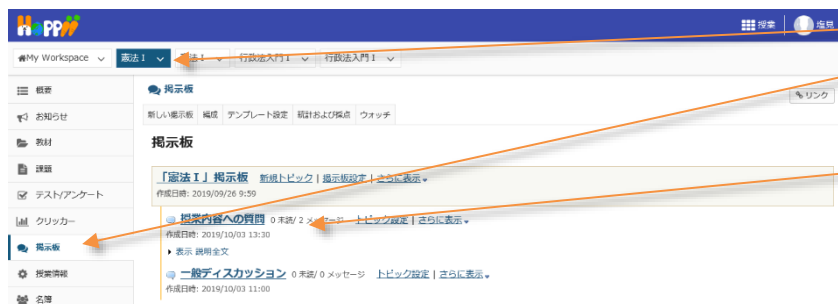 HoppII
授業
塩見
My Workspace
憲法 I
憲法 I
行政法入門 I
行政法入門 I
概要
お知らせ
教材
課題
テスト/アンケート
クリッカー
掲示板
授業情報
名簿
掲示板
リンク
新しい掲示板 編成 テンプレート設定 統計および採点 ウォッチ
掲示板
「憲法 I 」掲示板 新規トピック | 掲示板設定 | さらに表示
作成日時: 2019/09/26 9:59
授業内容への質問 0 未読/ 2 メッセージ トピック設定 | さらに表示
作成日時: 2019/10/03 13:30
表示 説明全文
一般ディスカッション 0 未読/ 0 メッセージ トピック設定 | さらに表示
作成日時: 2019/10/03 11:00